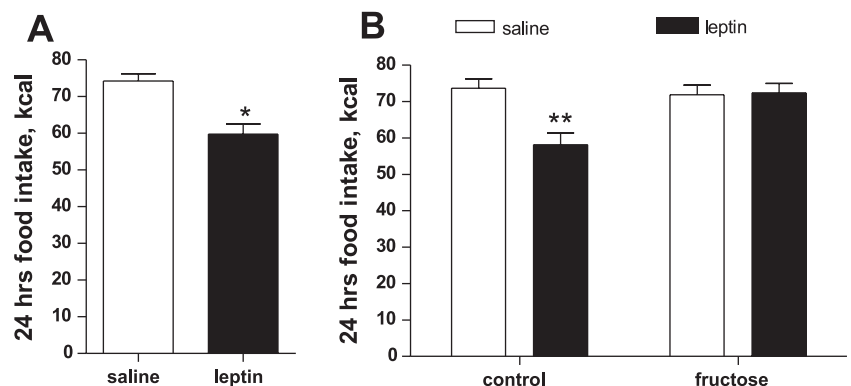 A
24 hrs food intake, kcal
80
70
60
50
40
30
20
10
0
*
saline leptin
B
saline leptin
24 hrs food intake, kcal
80
70
60
50
40
30
20
10
0
**
control fructose